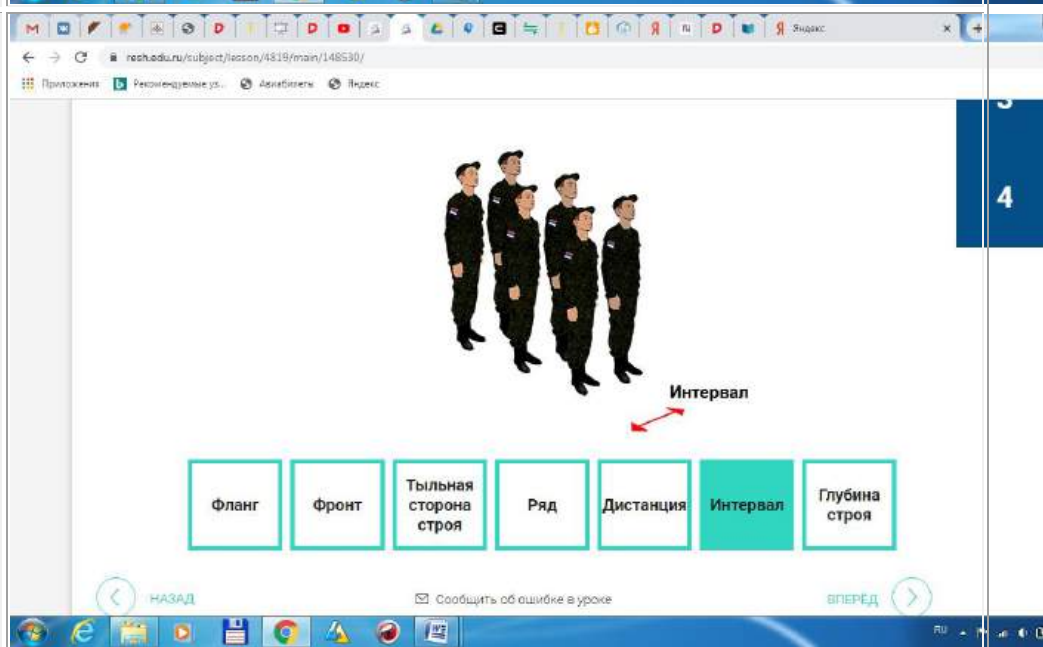 Яндекс
resh.edu.ru/subject/lesson/4819/main/148530/
Приложения Рекомендуемые уз... Авиабилеты Яндекс
3
4
Интервал
Фланг
Фронт
Тыльная
сторона
строя
Ряд
Дистанция
Интервал
Глубина
строя
НАЗАД
Сообщить об ошибке в уроке
ВПЕРЁД
RU